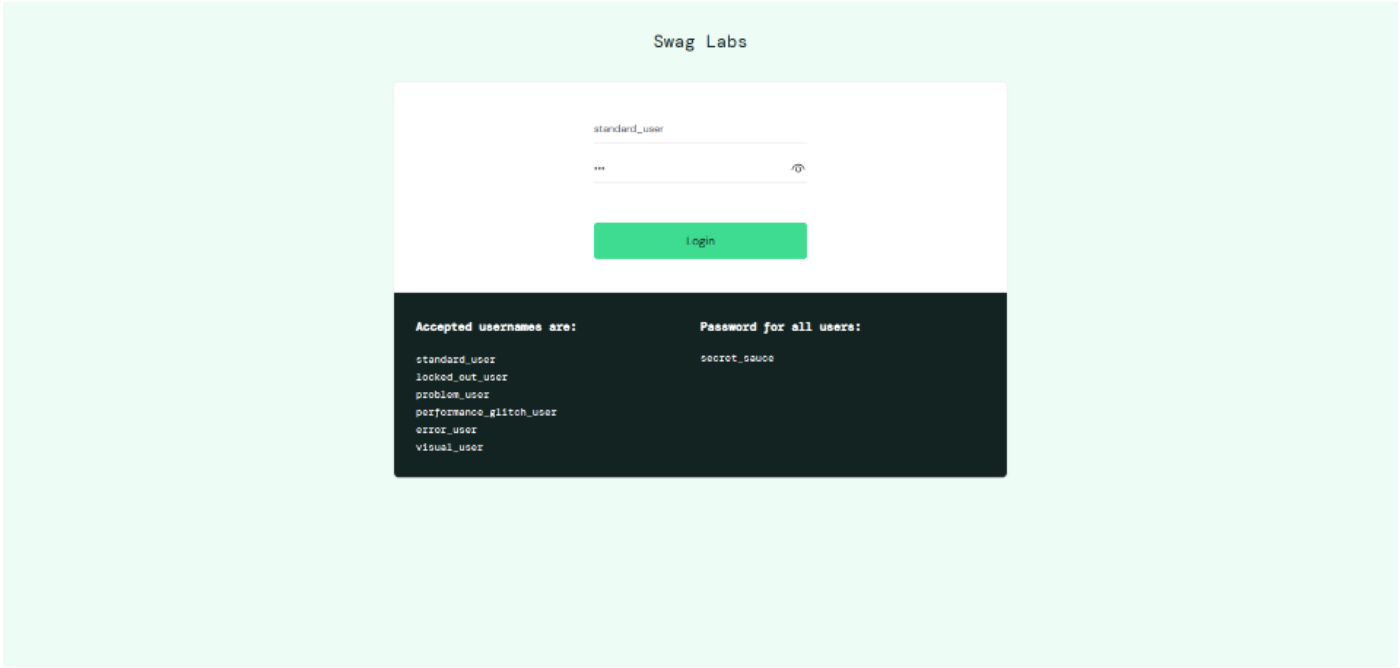 Swag Labs
standard_user
•••
Login
Accepted usernames are:
standard_user
locked_out_user
problem_user
performance_glitch_user
error_user
visual_user
Password for all users:
secret_sauce